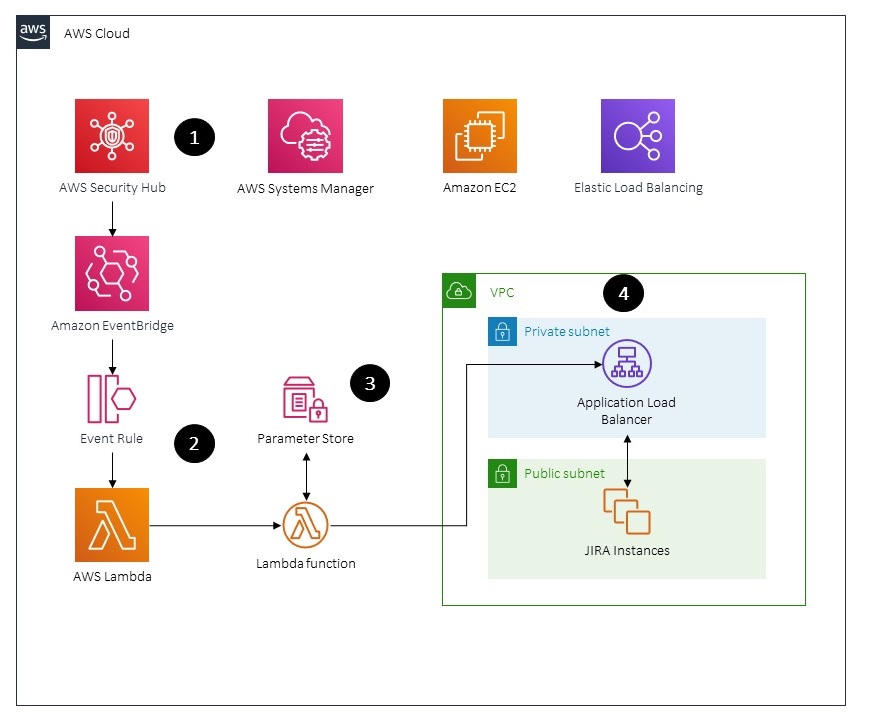 aws
AWS Cloud
1
AWS Security Hub
AWS Systems Manager
Amazon EC2
Elastic Load Balancing
Amazon EventBridge
VPC
4
Private subnet
3
Application Load
Balancer
Event Rule
2
Parameter Store
Public subnet
JIRA Instances
AWS Lambda
Lambda function